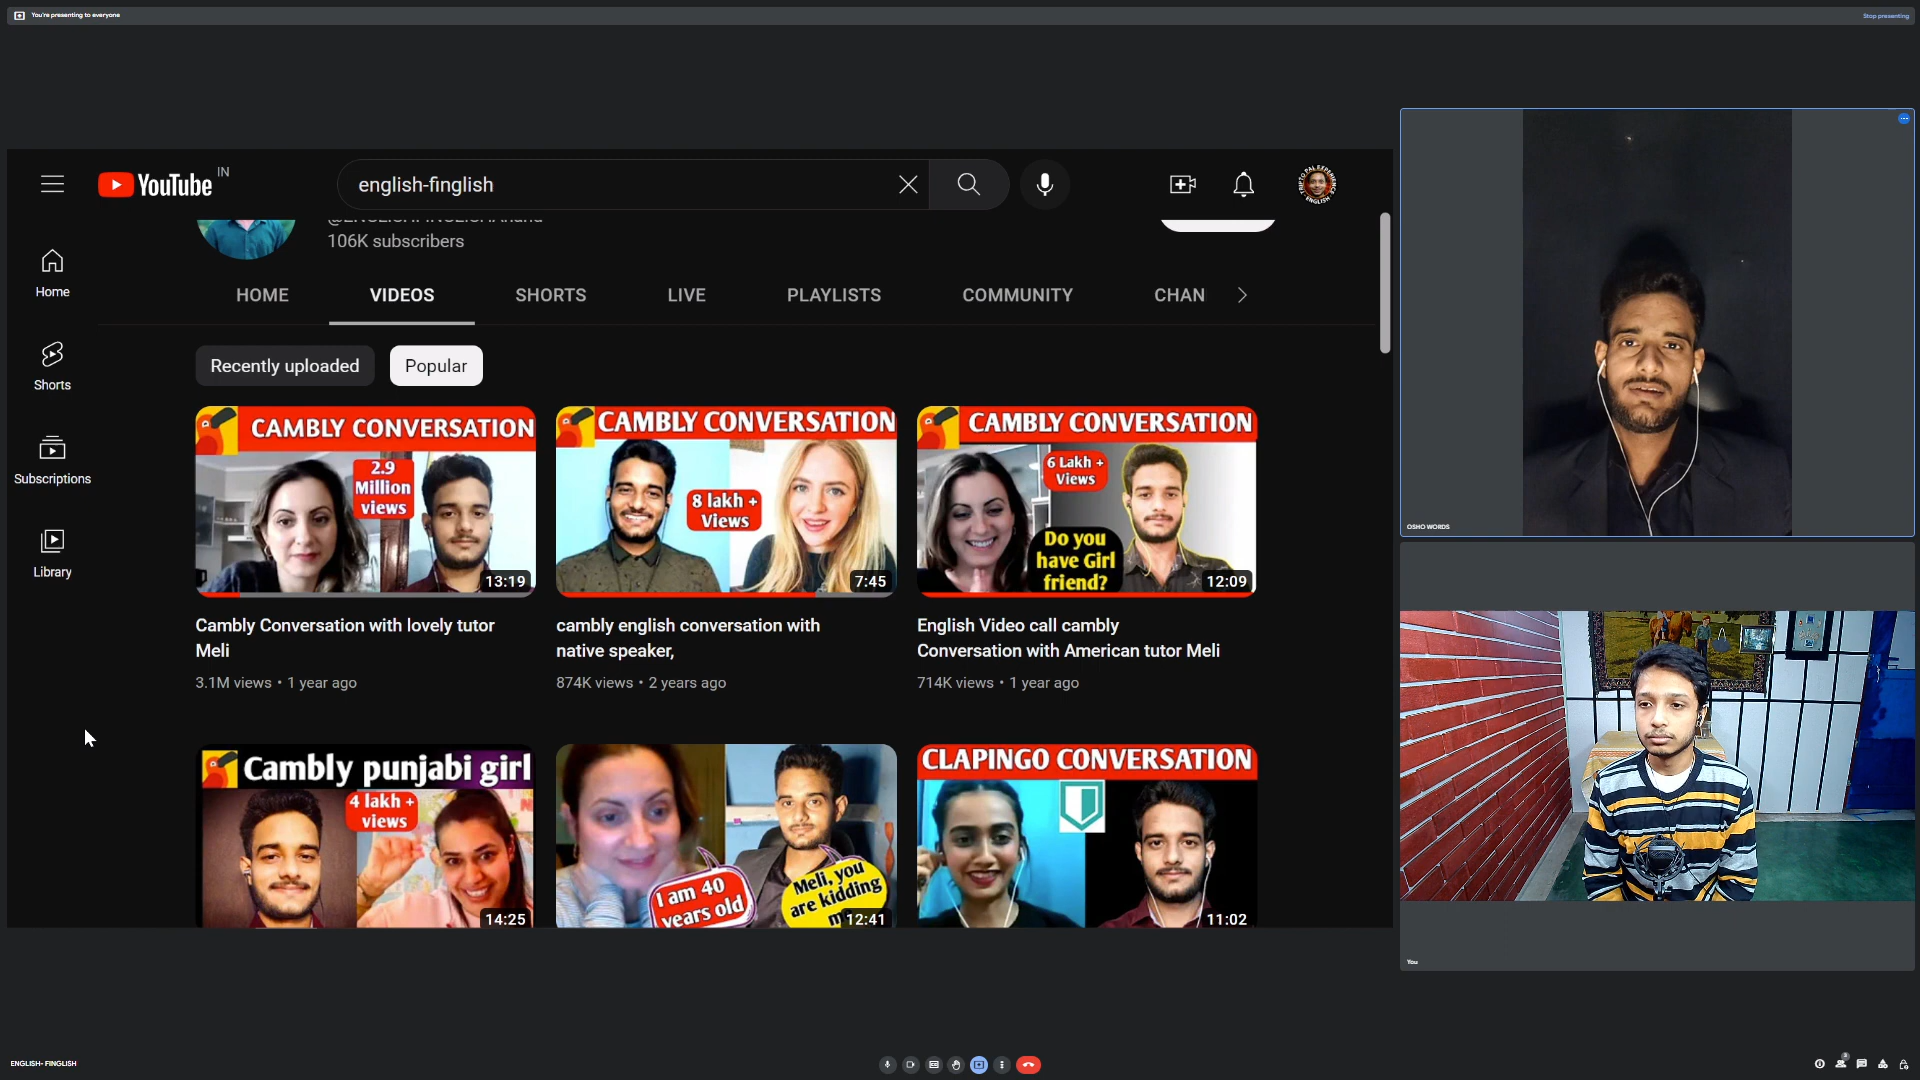 You're presenting to everyone
Stop presenting
YouTube IN
english-finglish
106K subscribers
Home
Shorts
Subscriptions
Library
HOME
VIDEOS
SHORTS
LIVE
PLAYLISTS
COMMUNITY
CHAN
Recently uploaded
Popular
CAMBLY CONVERSATION
2.9
Million
views
13:19
Cambly Conversation with lovely tutor
Meli
3.1M views • 1 year ago
CAMBLY CONVERSATION
8 lakh +
Views
7:45
cambly english conversation with
native speaker,
874K views • 2 years ago
CAMBLY CONVERSATION
6 Lakh +
Views
Do you
have Girl
friend?
12:09
English Video call cambly
Conversation with American tutor Meli
714K views • 1 year ago
Cambly punjabi girl
4 lakh +
views
14:25
I am 40
years old
Meli, you
are kidding
12:41
CLAPINGO CONVERSATION
11:02
OSHO WORDS
You
ENGLISH- FINGLISH